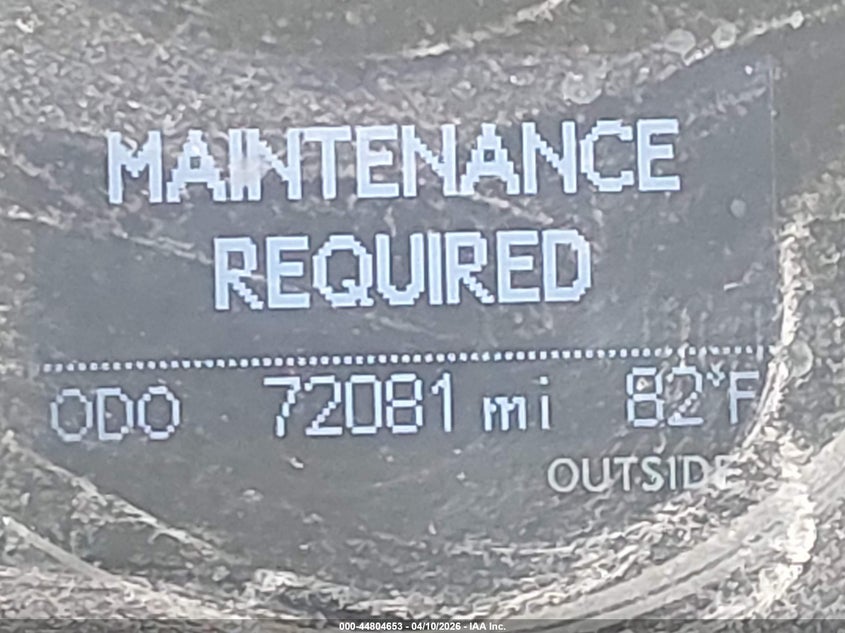 MAINTENANCE
REQUIRED
ODO 72081 mi 82°F
OUTSIDE
000-44804653 - 04/10/2026 - IAA Inc.